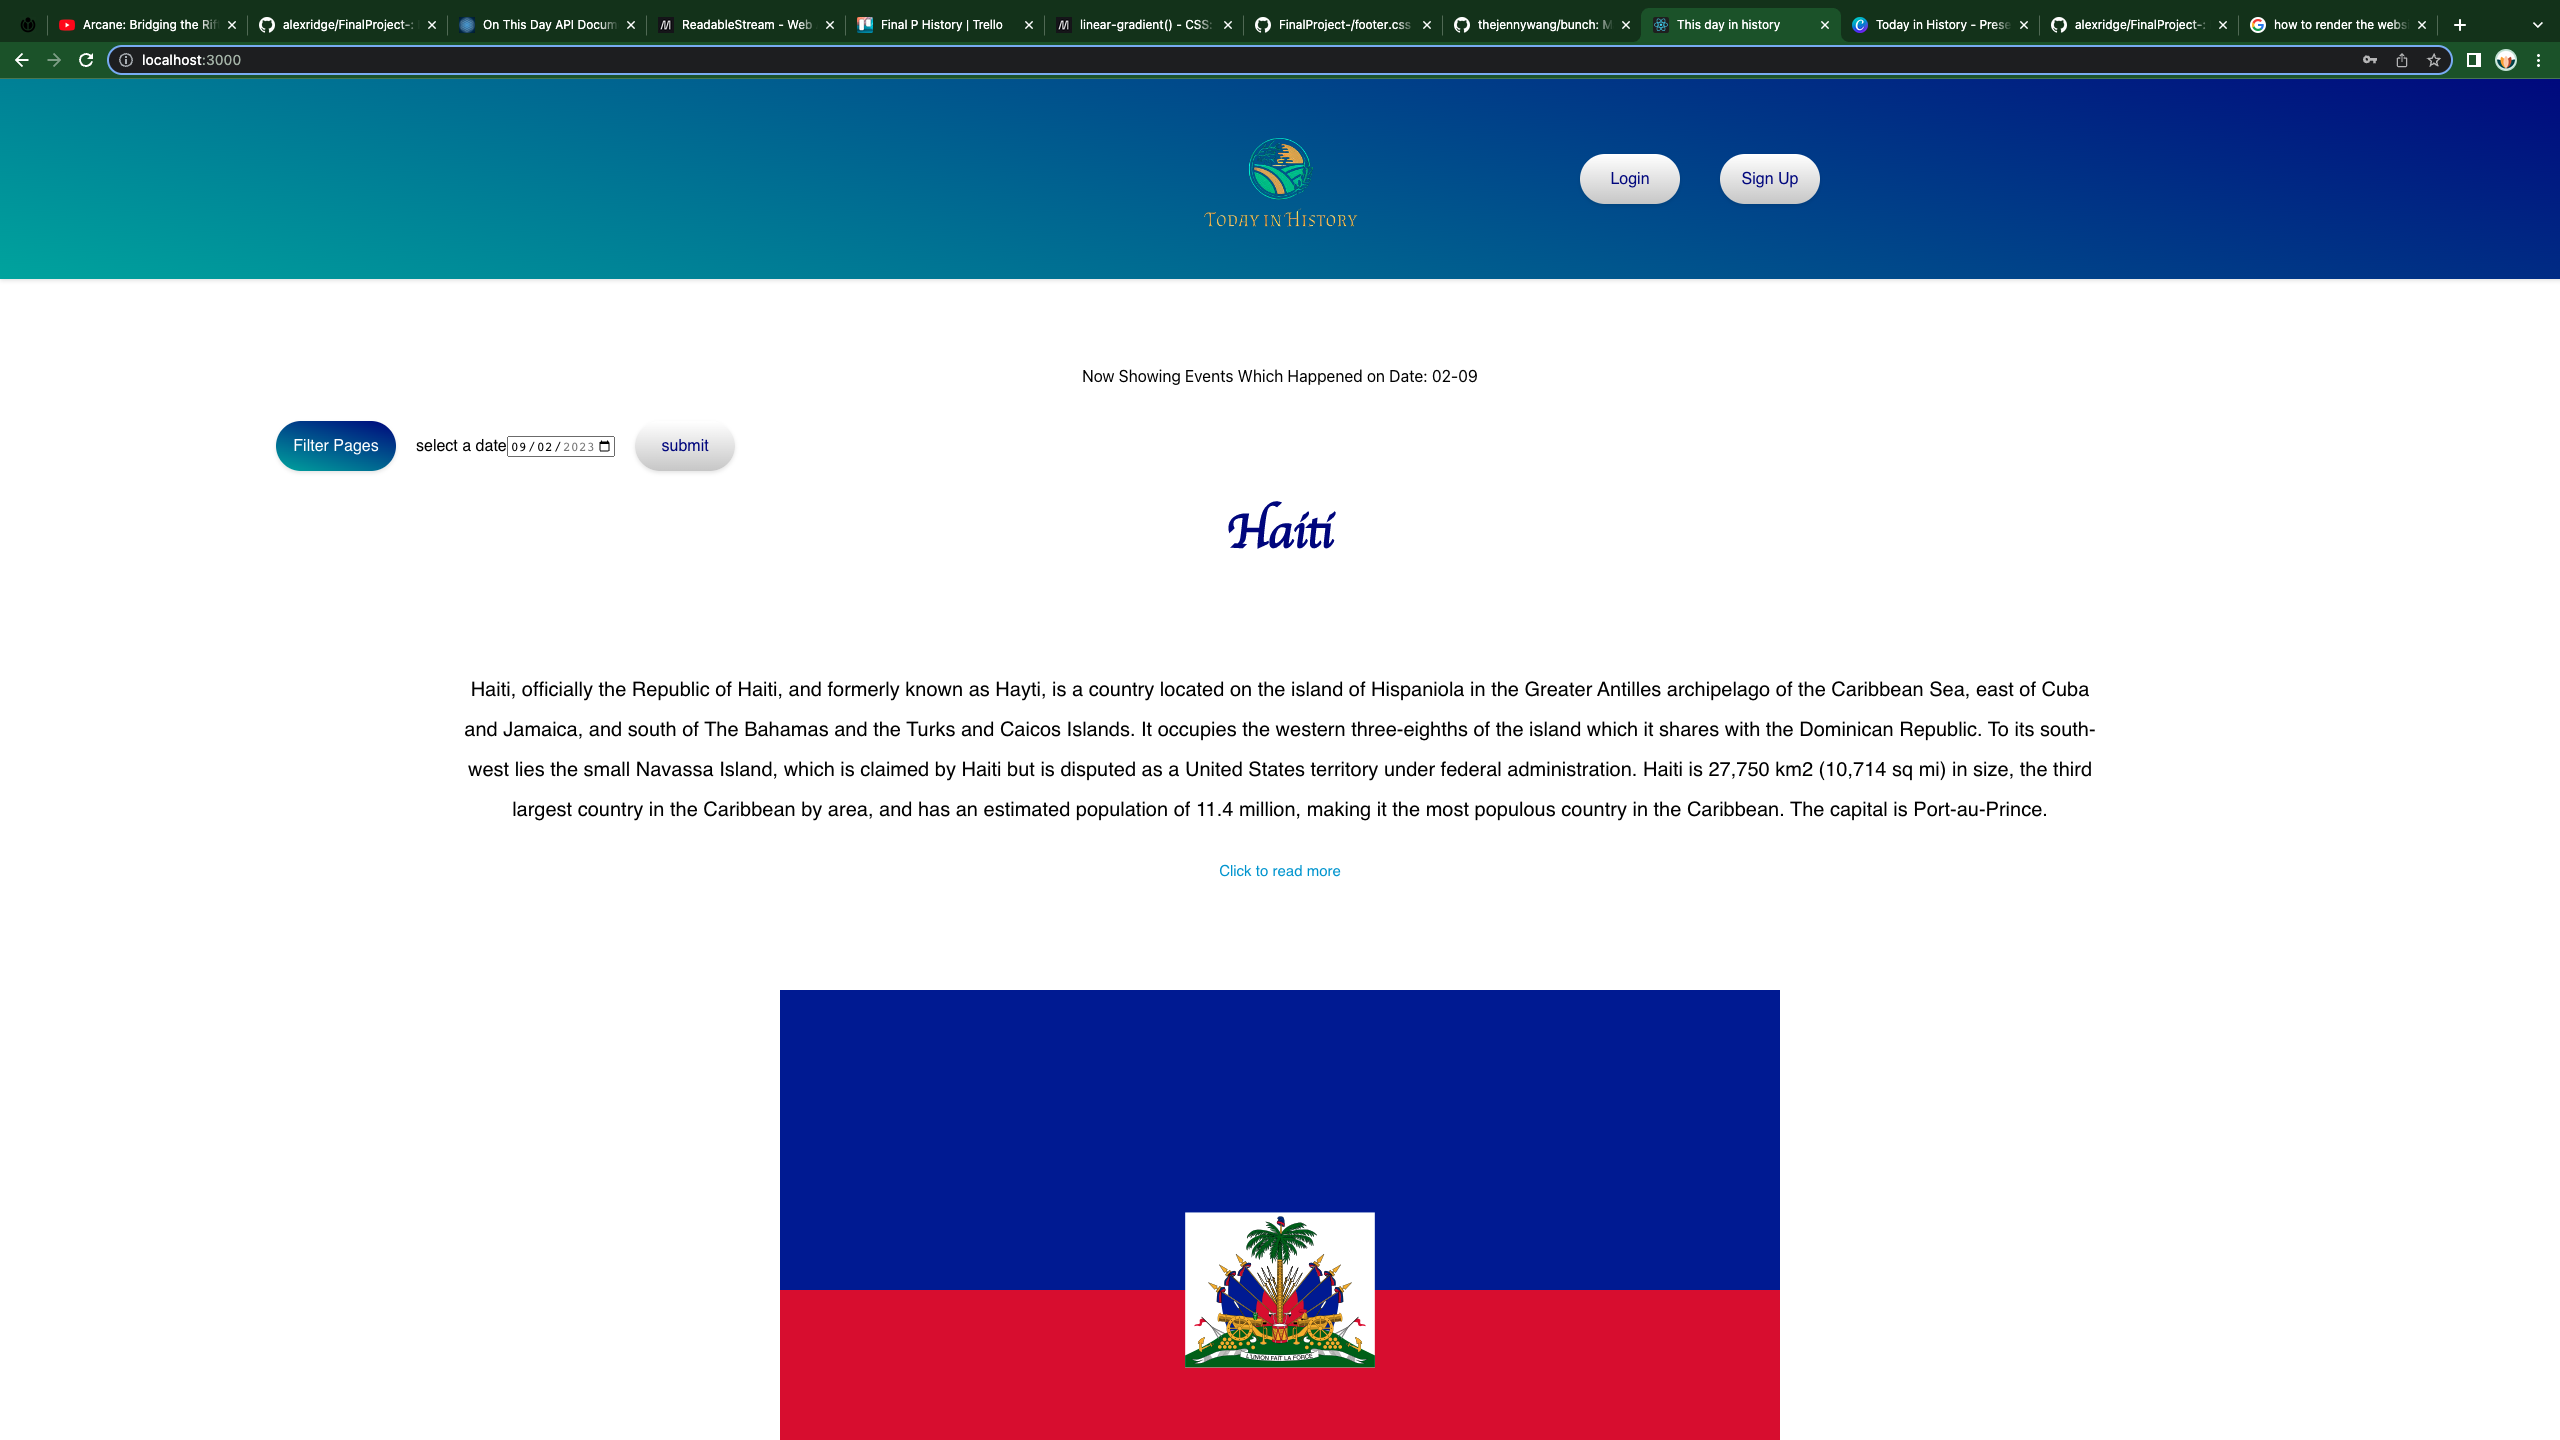 Arcane: Bridging the Rif
alexridge/FinalProject-:
On This Day API Docum
ReadableStream - Web
Final P History | Trello
linear-gradient() - CSS:
FinalProject-/footer.css
thejennywang/bunch: M
This day in history
Today in History - Prese
alexridge/FinalProject-:
how to render the webs
localhost:3000
Today in History
Login
Sign Up
Now Showing Events Which Happened on Date: 02-09
Filter Pages
select a date
09/02/2023
submit
Haiti
Haiti, officially the Republic of Haiti, and formerly known as Hayti, is a country located on the island of Hispaniola in the Greater Antilles archipelago of the Caribbean Sea, east of Cuba
and Jamaica, and south of The Bahamas and the Turks and Caicos Islands. It occupies the western three-eighths of the island which it shares with the Dominican Republic. To its south-
west lies the small Navassa Island, which is claimed by Haiti but is disputed as a United States territory under federal administration. Haiti is 27,750 km2 (10,714 sq mi) in size, the third
largest country in the Caribbean by area, and has an estimated population of 11.4 million, making it the most populous country in the Caribbean. The capital is Port-au-Prince.
Click to read more
L'UNION FAIT LA FORCE